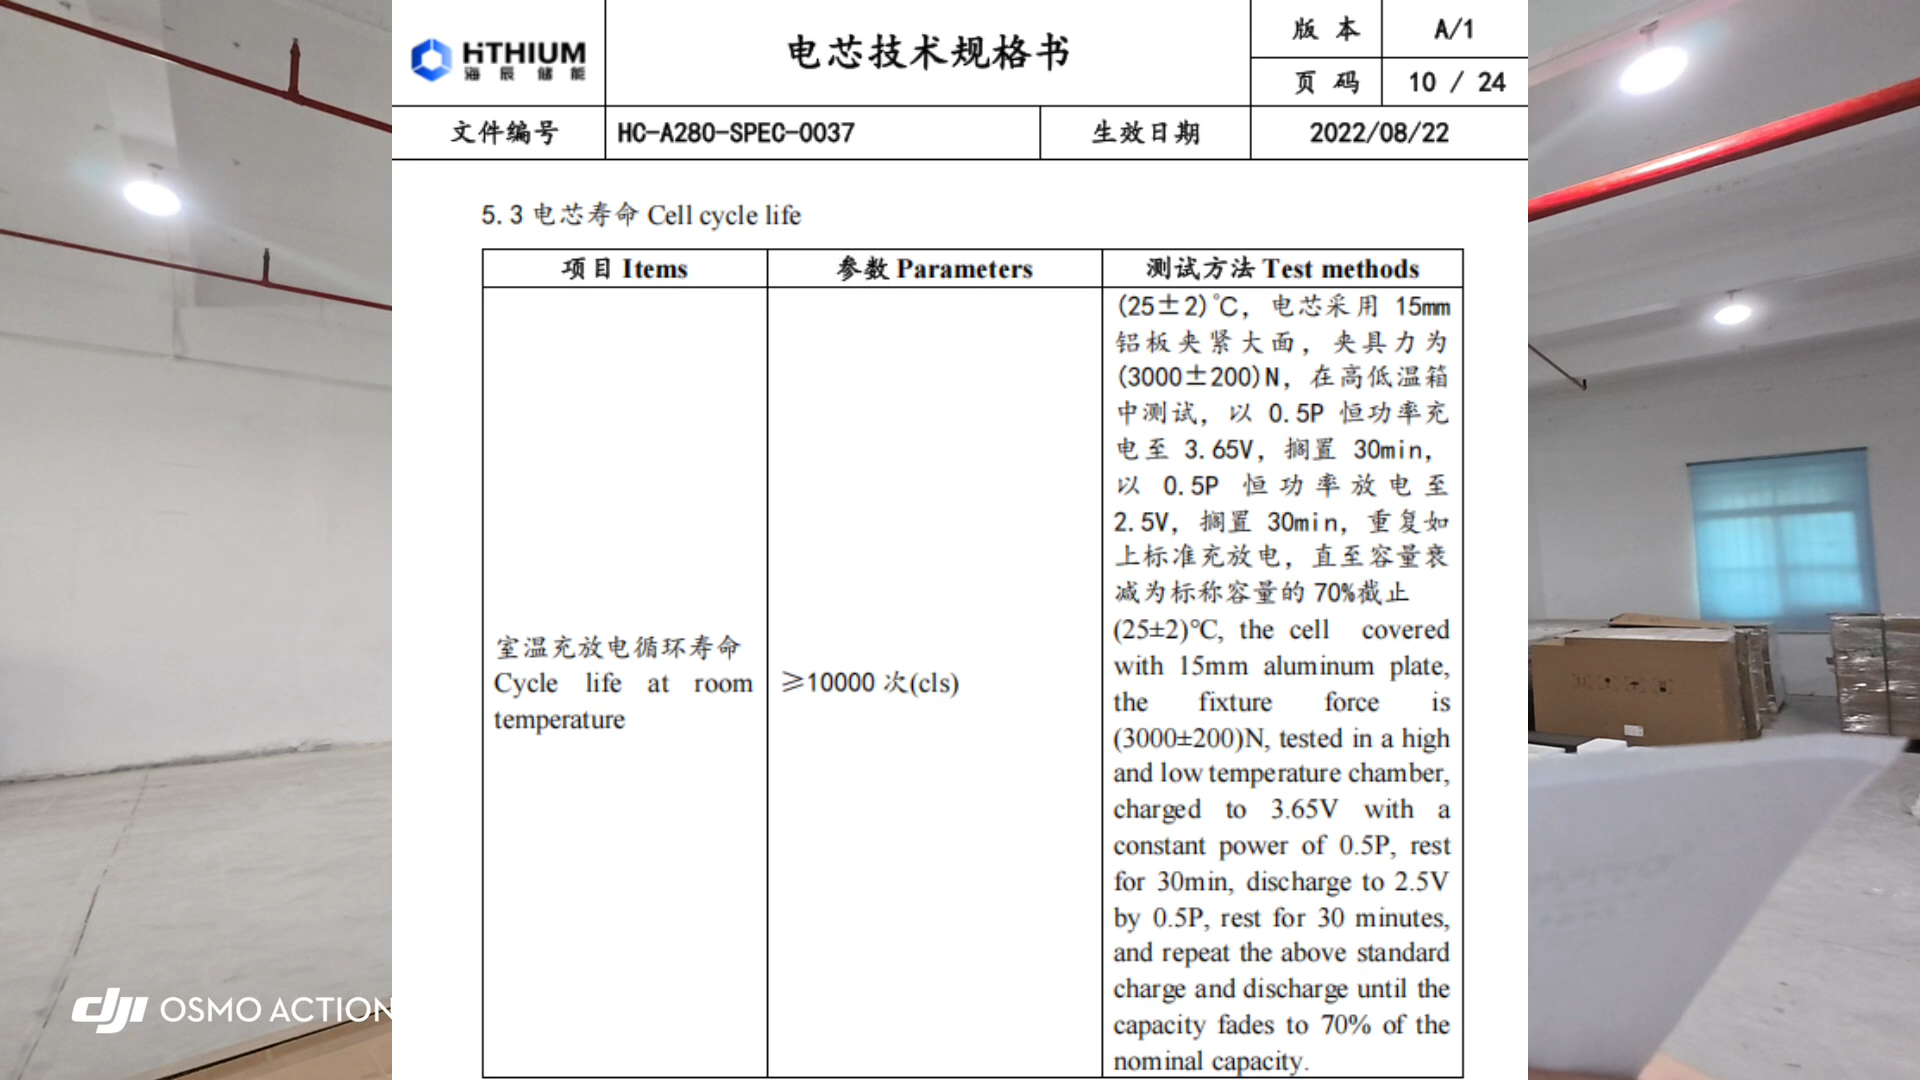 HiTHIUM
海辰储能
电芯技术规格书
版 本
A/1
页 码
10 / 24
文件编号
HC-A280-SPEC-0037
生效日期
2022/08/22
5.3 电芯寿命 Cell cycle life
项目 Items
参数 Parameters
测试方法 Test methods
室温充放电循环寿命
Cycle life at room
temperature
≥10000 次(cls)
(25±2)℃, 电芯采用 15mm
铝板夹紧大面, 夹具力为
(3000±200)N, 在高低温箱
中测试, 以 0.5P 恒功率充
电至 3.65V, 搁置 30min,
以 0.5P 恒功率放电至
2.5V, 搁置 30min, 重复如
上标准充放电, 直至容量衰
减为标称容量的 70%截止
(25±2)℃, the cell covered
with 15mm aluminum plate,
the fixture force is
(3000±200)N, tested in a high
and low temperature chamber,
charged to 3.65V with a
constant power of 0.5P, rest
for 30min, discharge to 2.5V
by 0.5P, rest for 30 minutes,
and repeat the above standard
charge and discharge until the
capacity fades to 70% of the
nominal capacity.
dji OSMO ACTION